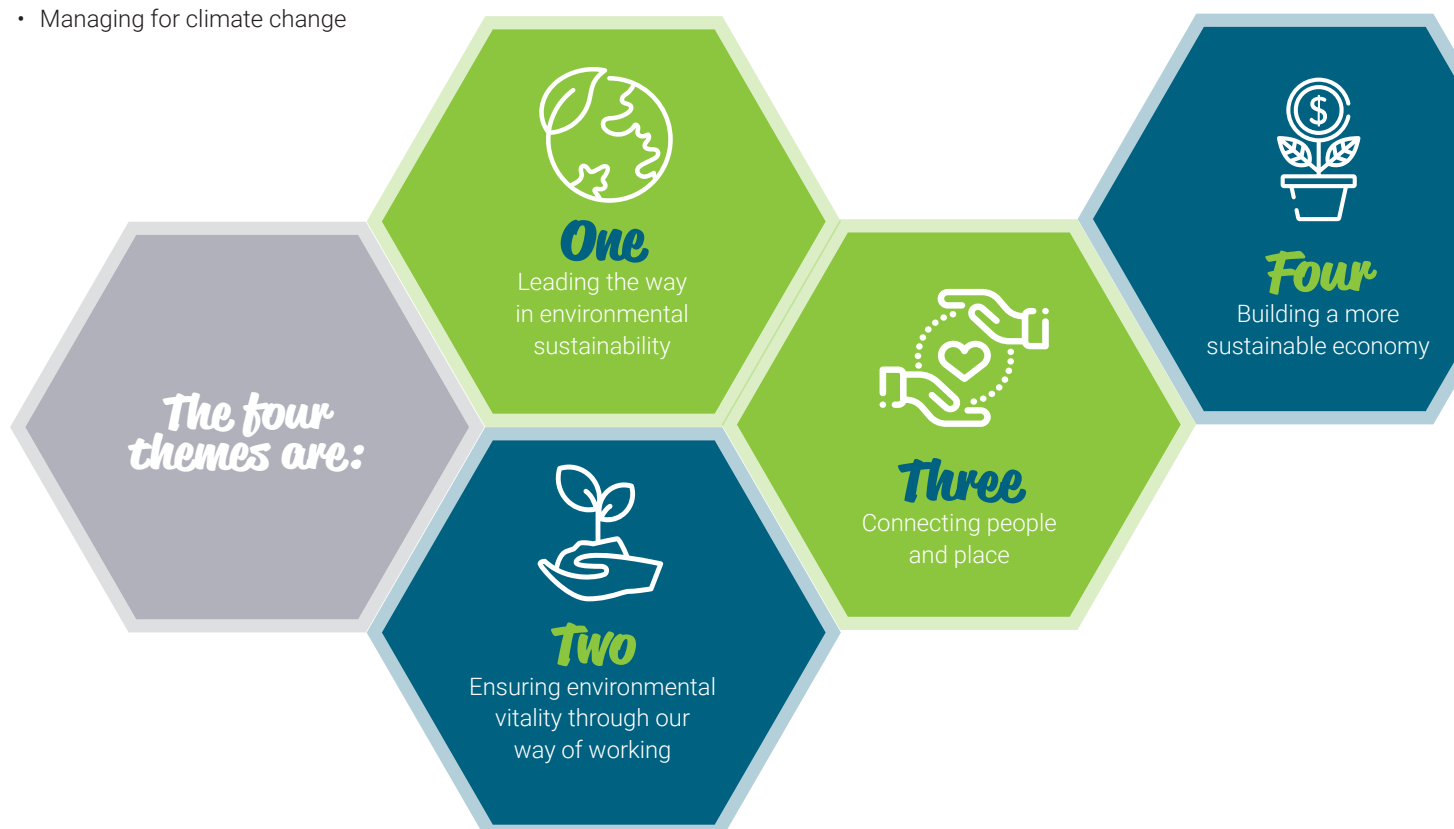 • Managing for climate change
The four
themes are:
One
Leading the way
in environmental
sustainability
Two
Ensuring environmental
vitality through our
way of working
Three
Connecting people
and place
$
Four
Building a more
sustainable economy